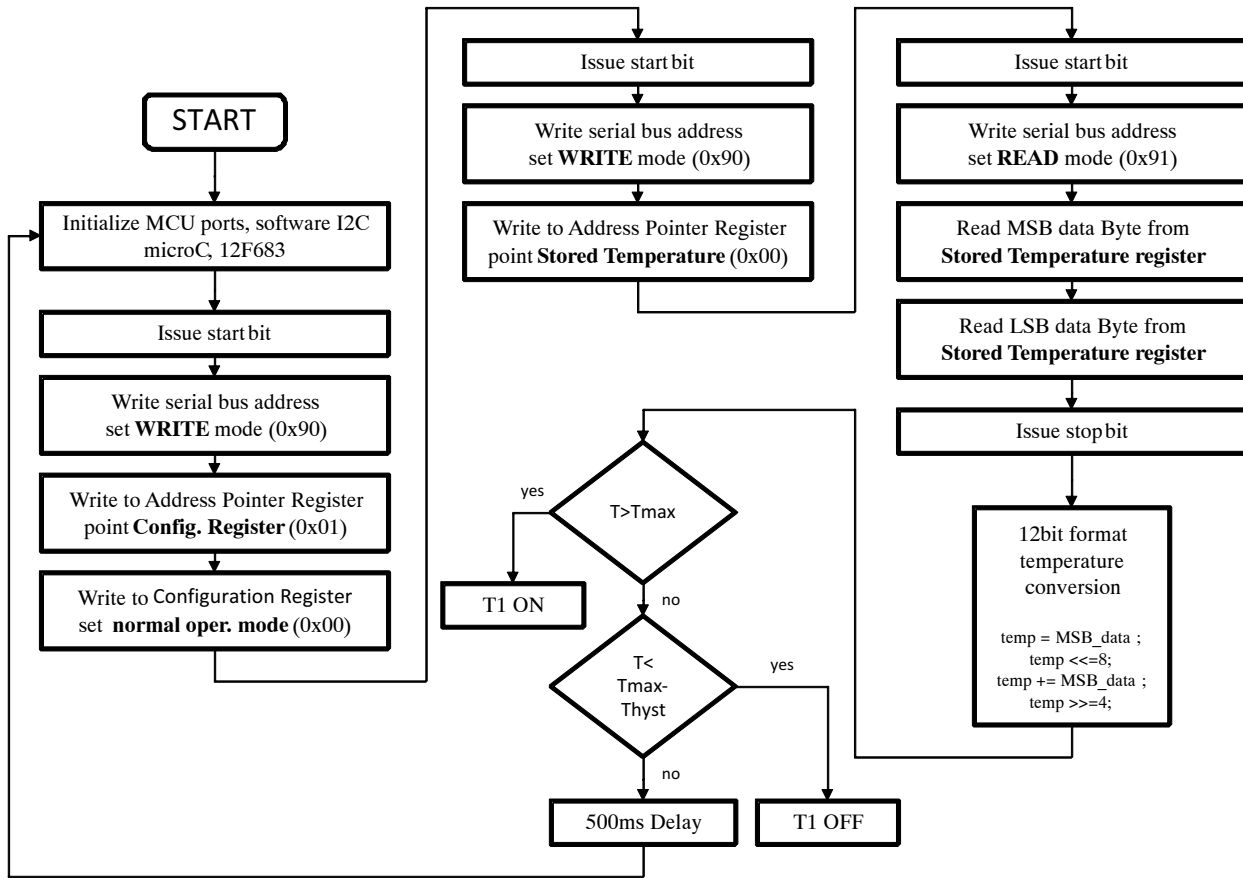 START
Initialize MCU ports, software I2C
microC, 12F683
Issue start bit
Write serial bus address
set WRITE mode (0x90)
Write to Address Pointer Register
point Config. Register (0x01)
Write to Configuration Register
set normal oper. mode (0x00)
Issue start bit
Write serial bus address
set WRITE mode (0x90)
Write to Address Pointer Register
point Stored Temperature (0x00)
Issue start bit
Write serial bus address
set READ mode (0x91)
Read MSB data Byte from
Stored Temperature register
Read LSB data Byte from
Stored Temperature register
Issue stop bit
12bit format
temperature
conversion
temp = MSB_data ;
temp <<=8;
temp += MSB_data ;
temp >>=4;
T>Tmax
yes
T1 ON
no
T<
Tmax-
Thyst
yes
T1 OFF
no
500ms Delay